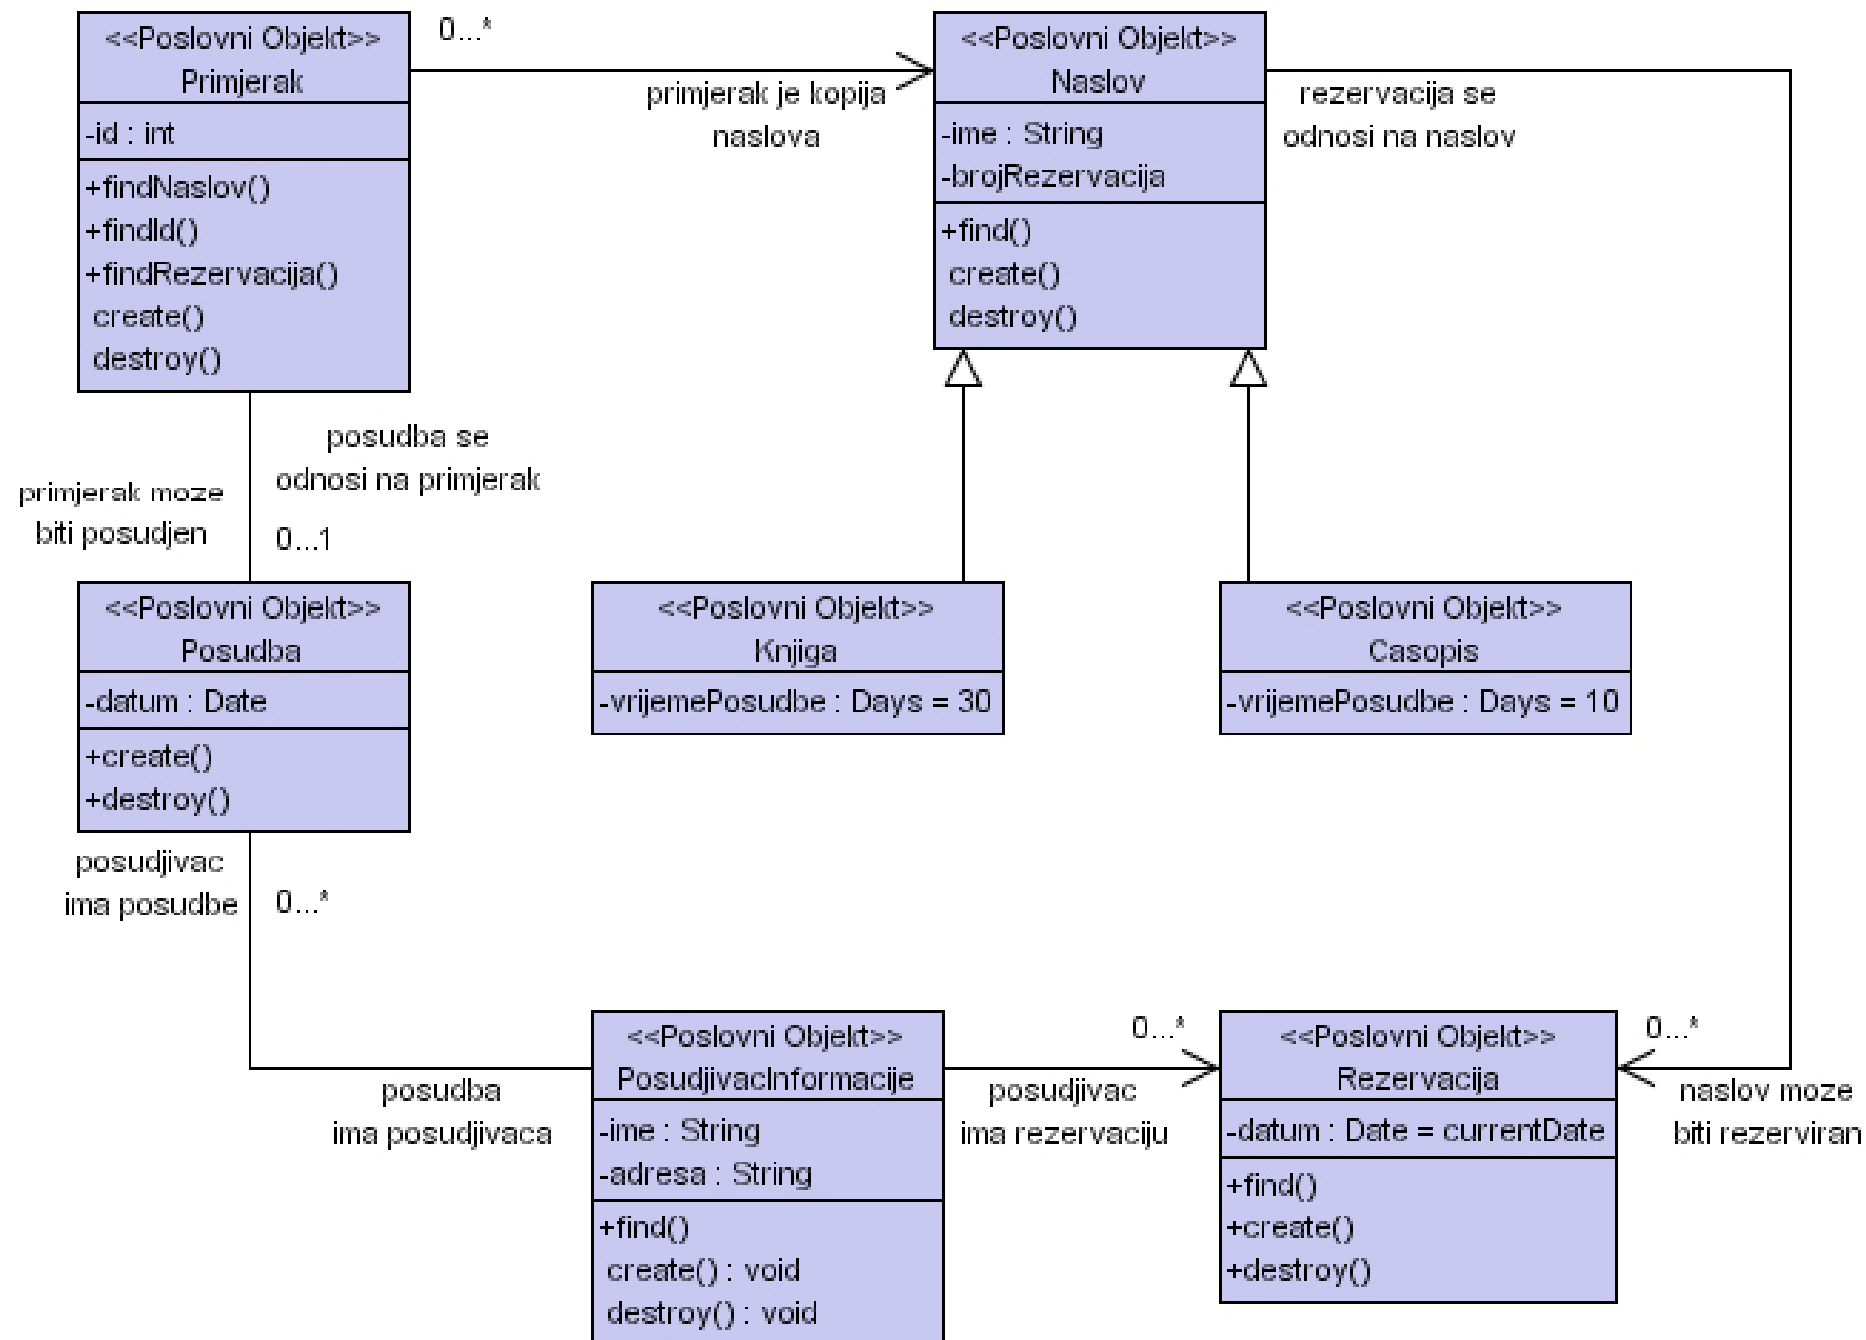 <<Poslovni Objekt>>
Primjerak
-id : int
+findNaslov()
+findId()
+findRezervacija()
create()
destroy()
0...*
primjerak je kopija
naslova
<<Poslovni Objekt>>
Naslov
-ime : String
-brojRezervacija
+find()
create()
destroy()
rezervacija se
odnosi na naslov
posudba se
odnosi na primjerak
primjerak moze
biti posudjen
0...1
<<Poslovni Objekt>>
Posudba
-datum : Date
+create()
+destroy()
<<Poslovni Objekt>>
Knjiga
-vrijemePosudbe : Days = 30
<<Poslovni Objekt>>
Casopis
-vrijemePosudbe : Days = 10
posudjivac
ima posudbe
0...*
posudba
ima posudjivaca
<<Poslovni Objekt>>
PosudjivacInformacije
-ime : String
-adresa : String
+find()
create() : void
destroy() : void
0...*
posudjivac
ima rezervaciju
<<Poslovni Objekt>>
Rezervacija
-datum : Date = currentDate
+find()
+create()
+destroy()
0...*
naslov moze
biti rezerviran